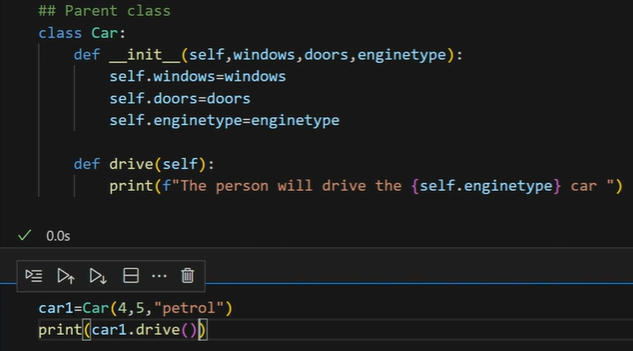 ## Parent class
class Car:
    def __init__(self,windows,doors,enginetype):
        self.windows=windows
        self.doors=doors
        self.enginetype=enginetype

    def drive(self):
        print(f"The person will drive the {self.enginetype} car ")
0.0s
car1=Car(4,5,"petrol")
print(car1.drive())